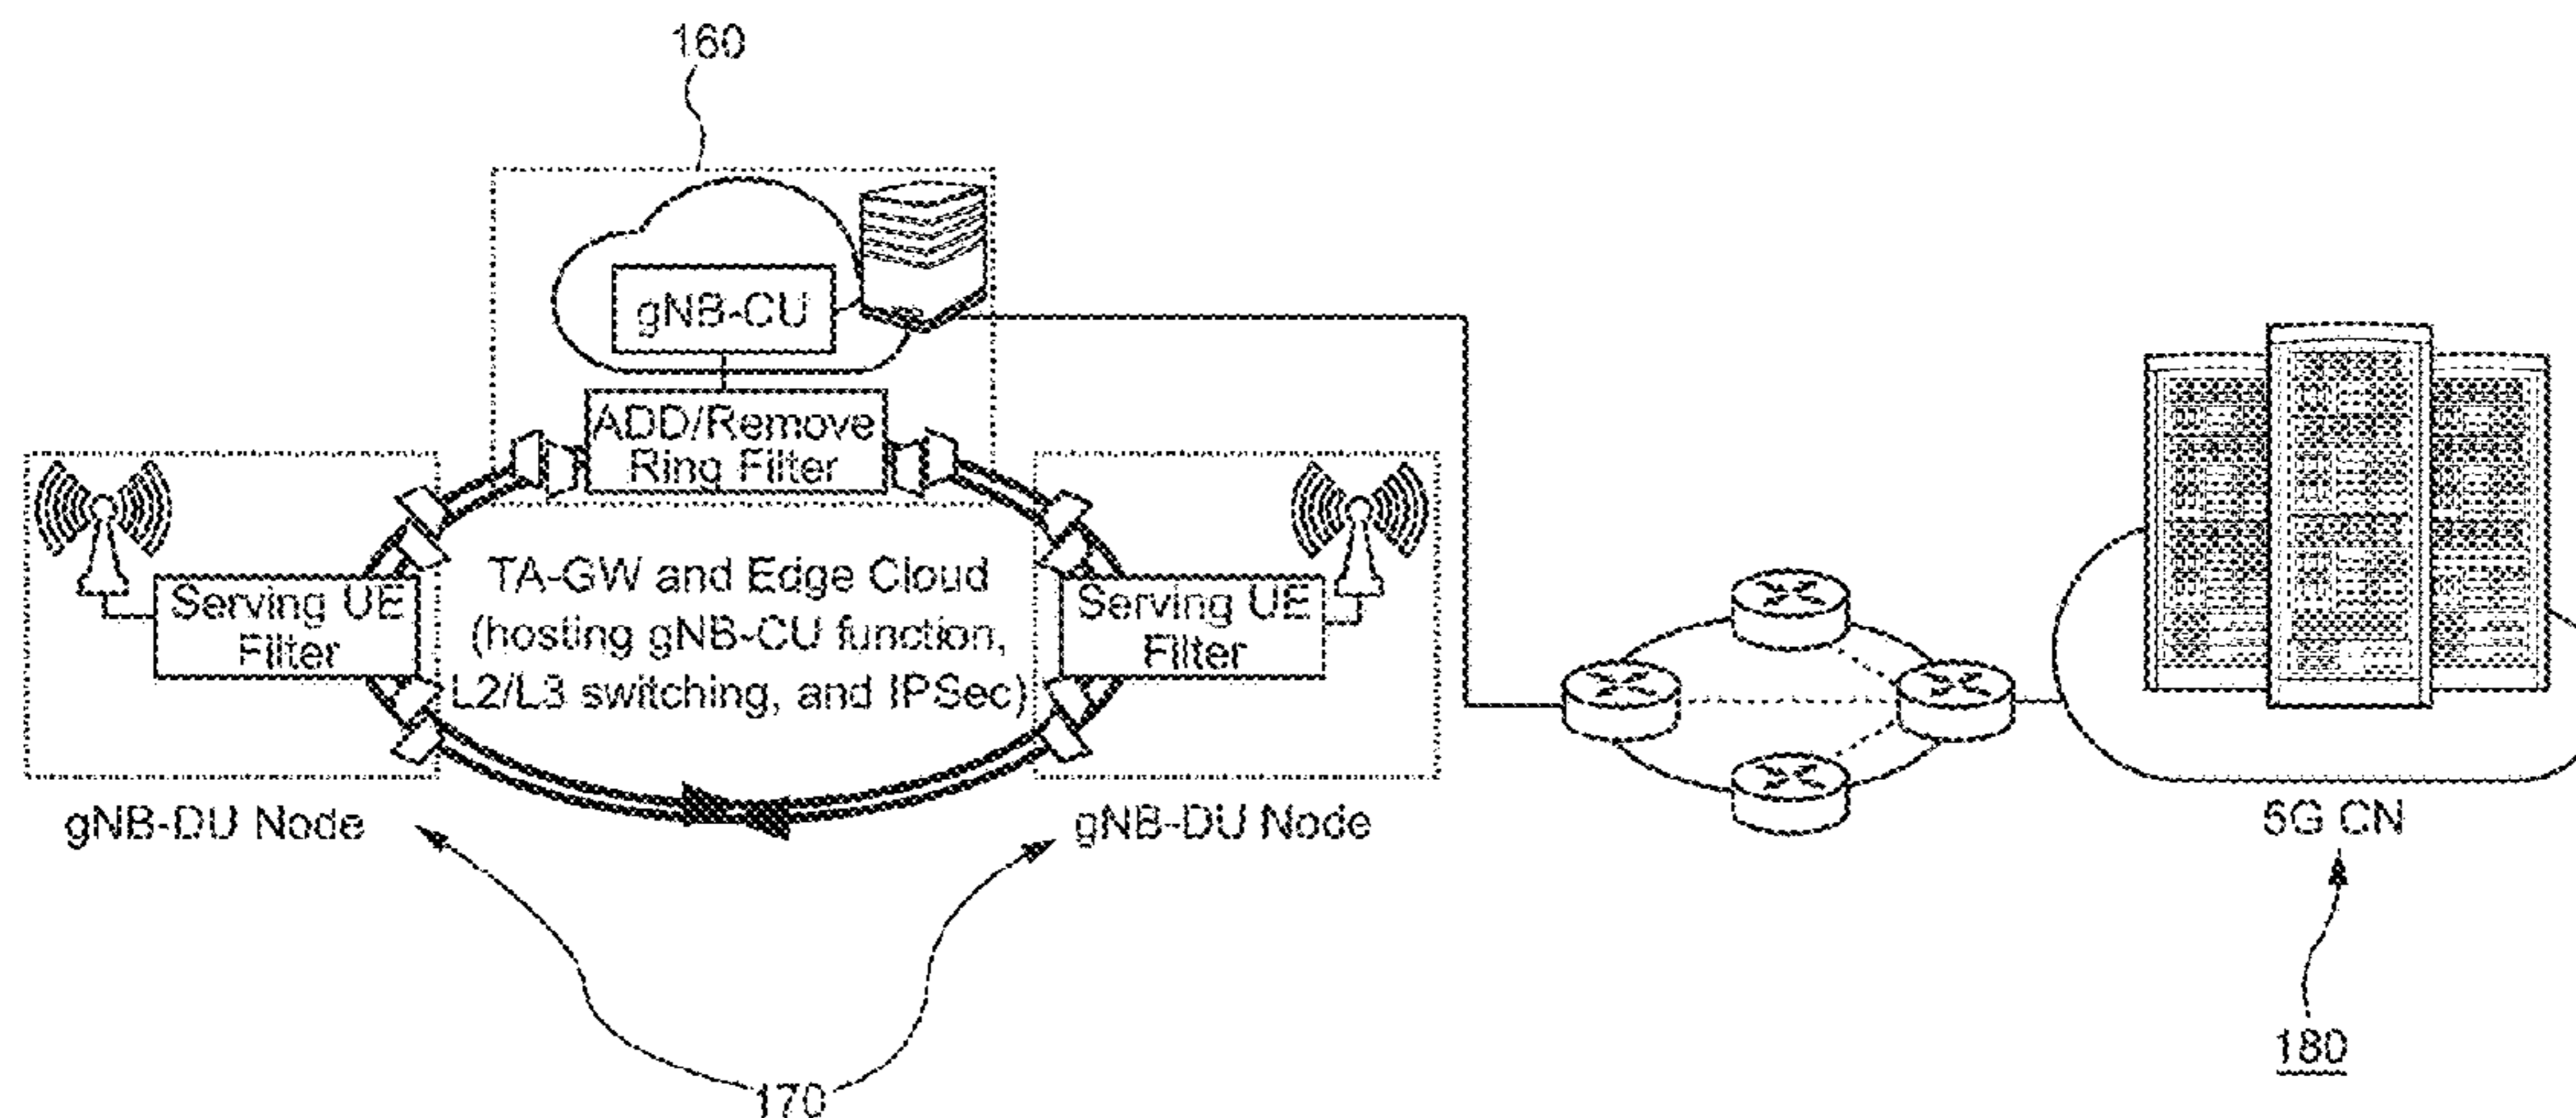 160
gNB-CU
ADD/Remove
Ring Filter
TA-GW and Edge Cloud
(hosting gNB-CU function,
L2/L3 switching, and IPSec)
Serving UE
Filter
Serving UE
Filter
gNB-DU Node
gNB-DU Node
5G CN
170
180